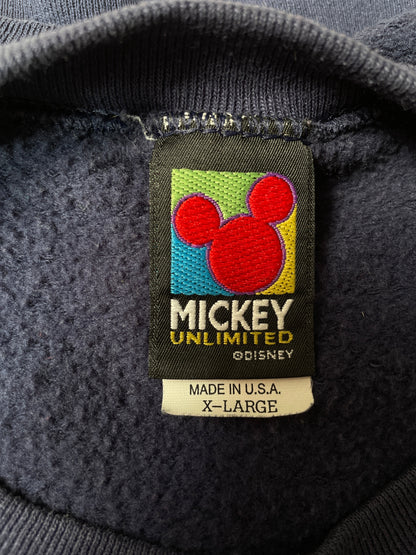 MICKEY
UNLIMITED
©DISNEY
MADE IN U.S.A.
X-LARGE